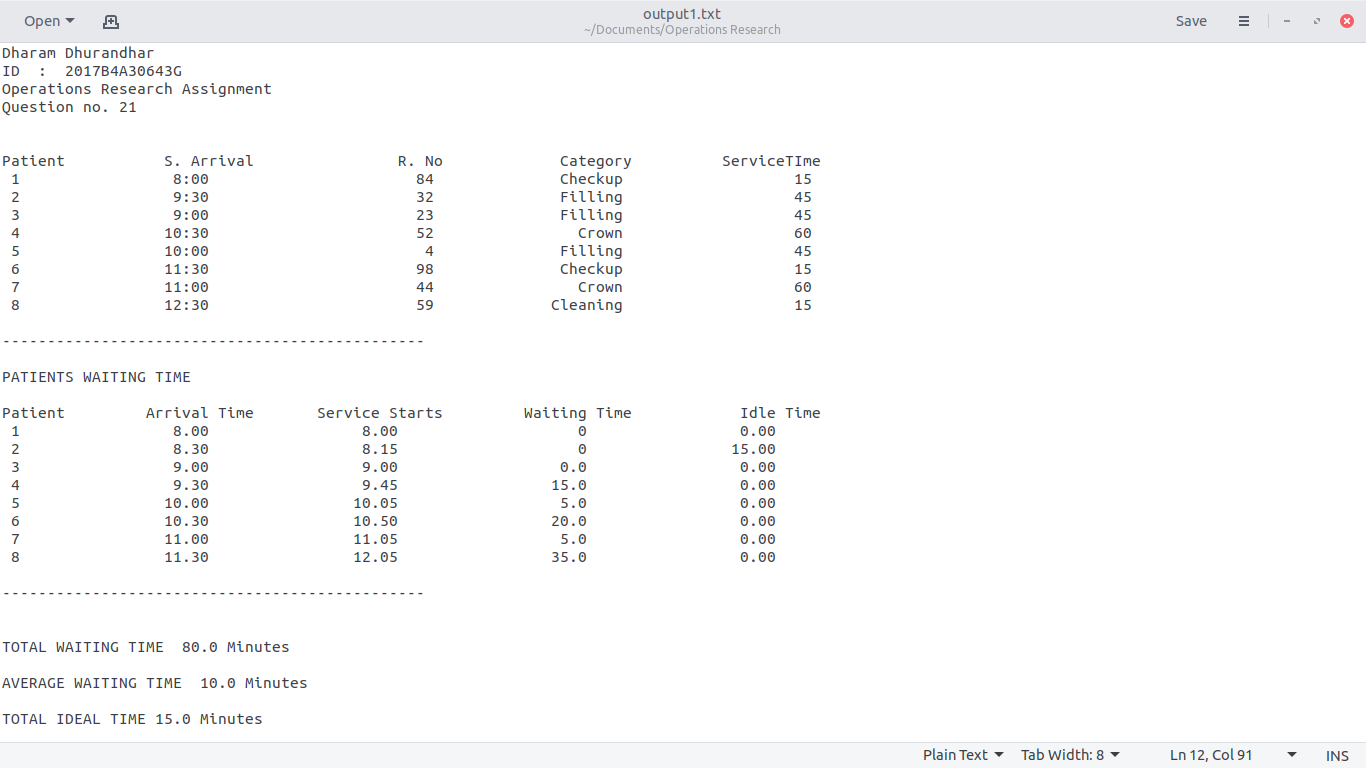 Open
output1.txt
~/Documents/Operations Research
Save
Dharam Dhurandhar
ID : 2017B4A30643G
Operations Research Assignment
Question no. 21
Patient S. Arrival R. No Category ServiceTIme
1 8:00 84 Checkup 15
2 9:30 32 Filling 45
3 9:00 23 Filling 45
4 10:30 52 Crown 60
5 10:00 4 Filling 45
6 11:30 98 Checkup 15
7 11:00 44 Crown 60
8 12:30 59 Cleaning 15
-----------------------------------------------
PATIENTS WAITING TIME
Patient Arrival Time Service Starts Waiting Time Idle Time
1 8.00 8.00 0 0.00
2 8.30 8.15 0 15.00
3 9.00 9.00 0.0 0.00
4 9.30 9.45 15.0 0.00
5 10.00 10.05 5.0 0.00
6 10.30 10.50 20.0 0.00
7 11.00 11.05 5.0 0.00
8 11.30 12.05 35.0 0.00
-----------------------------------------------
TOTAL WAITING TIME 80.0 Minutes
AVERAGE WAITING TIME 10.0 Minutes
TOTAL IDEAL TIME 15.0 Minutes
Plain Text Tab Width: 8 Ln 12, Col 91 INS